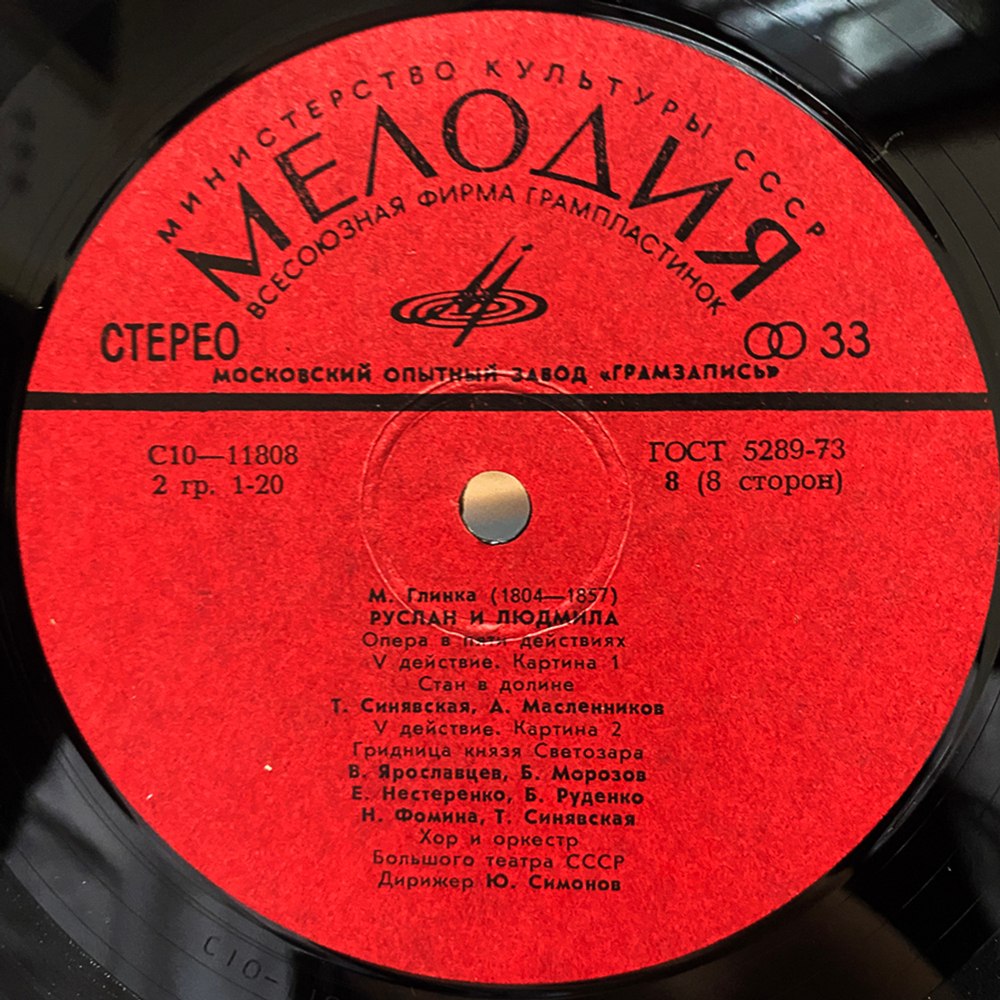 МИНИСТЕРСТВО КУЛЬТУРЫ СССР
МЕЛОДИЯ
ВСЕСОЮЗНАЯ ФИРМА ГРАМПЛАСТИНОК
СТЕРЕО
33
МОСКОВСКИЙ ОПЫТНЫЙ ЗАВОД «ГРАМЗАПИСЬ»
С10—11808
ГОСТ 5289-73
2 гр. 1-20
8 (8 сторон)
М. Глинка (1804—1857)
РУСЛАН И ЛЮДМИЛА
Опера в пяти действиях
V действие. Картина 1
Стан в долине
Т. Синявская, А. Масленников
V действие. Картина 2
Гридница князя Светозара
В. Ярославцев, Б. Морозов
Е. Нестеренко, Б. Руденко
Н. Фомина, Т. Синявская
Хор и оркестр
Большого театра СССР
Дирижер Ю. Симонов
С10-